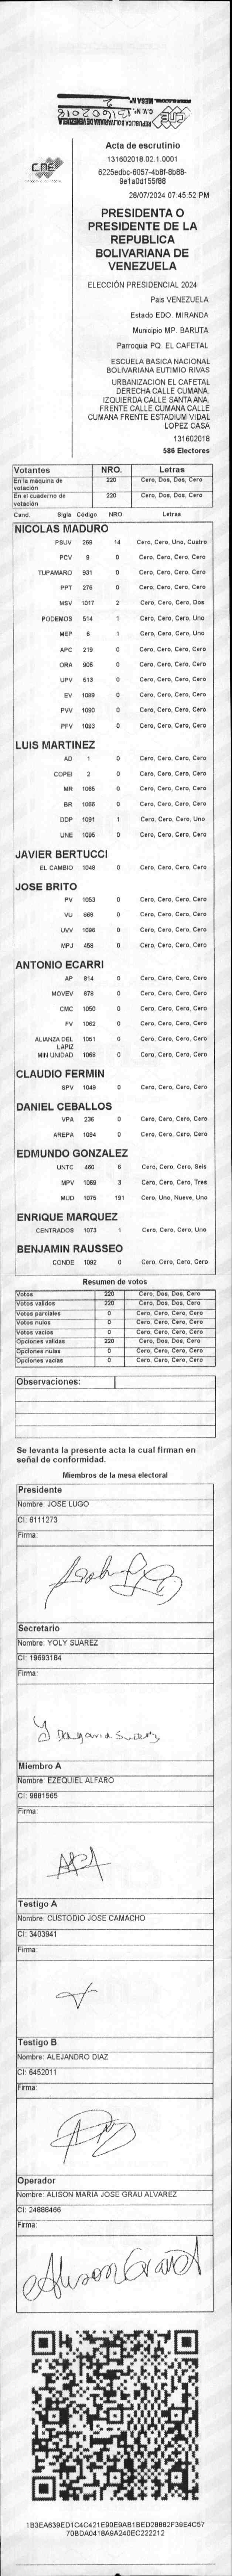 MESA Nº 2
C.V. Nº: 131602018
REPUBLICA BOLIVARIANA DE VENEZUELA
CNE
Acta de escrutinio
131602018.02.1.0001
6225edbc-6057-4b8f-8b88-
9e1a0d155f88
28/07/2024 07:45:52 PM
PRESIDENTA O
PRESIDENTE DE LA
REPUBLICA
BOLIVARIANA DE
VENEZUELA
ELECCIÓN PRESIDENCIAL 2024
Pais VENEZUELA
Estado EDO. MIRANDA
Municipio MP. BARUTA
Parroquia PQ. EL CAFETAL
ESCUELA BASICA NACIONAL
BOLIVARIANA EUTIMIO RIVAS
URBANIZACION EL CAFETAL
DERECHA CALLE CUMANA.
IZQUIERDA CALLE SANTA ANA.
FRENTE CALLE CUMANA CALLE
CUMANA FRENTE ESTADIUM VIDAL
LOPEZ CASA
131602018
586 Electores
Votantes NRO. Letras
En la máquina de votación 220 Cero, Dos, Dos, Cero
En el cuaderno de votación 220 Cero, Dos, Dos, Cero
Cand. Sigla Codigo NRO. Letras
NICOLAS MADURO
PSUV 269 14 Cero, Cero, Uno, Cuatro
PCV 9 0 Cero, Cero, Cero, Cero
TUPAMARO 931 0 Cero, Cero, Cero, Cero
PPT 276 0 Cero, Cero, Cero, Cero
MSV 1017 2 Cero, Cero, Cero, Dos
PODEMOS 514 1 Cero, Cero, Cero, Uno
MEP 6 1 Cero, Cero, Cero, Uno
APC 219 0 Cero, Cero, Cero, Cero
ORA 906 0 Cero, Cero, Cero, Cero
UPV 513 0 Cero, Cero, Cero, Cero
EV 1089 0 Cero, Cero, Cero, Cero
PVV 1090 0 Cero, Cero, Cero, Cero
PFV 1093 0 Cero, Cero, Cero, Cero
LUIS MARTINEZ
AD 1 0 Cero, Cero, Cero, Cero
COPEI 2 0 Cero, Cero, Cero, Cero
MR 1065 0 Cero, Cero, Cero, Cero
BR 1066 0 Cero, Cero, Cero, Cero
DDP 1091 1 Cero, Cero, Cero, Uno
UNE 1095 0 Cero, Cero, Cero, Cero
JAVIER BERTUCCI
EL CAMBIO 1048 0 Cero, Cero, Cero, Cero
JOSE BRITO
PV 1053 0 Cero, Cero, Cero, Cero
VU 868 0 Cero, Cero, Cero, Cero
UVV 1096 0 Cero, Cero, Cero, Cero
MPJ 458 0 Cero, Cero, Cero, Cero
ANTONIO ECARRI
AP 814 0 Cero, Cero, Cero, Cero
MOVEV 878 0 Cero, Cero, Cero, Cero
CMC 1050 0 Cero, Cero, Cero, Cero
FV 1062 0 Cero, Cero, Cero, Cero
ALIANZA DEL LAPIZ 1051 0 Cero, Cero, Cero, Cero
MIN UNIDAD 1068 0 Cero, Cero, Cero, Cero
CLAUDIO FERMIN
SPV 1049 0 Cero, Cero, Cero, Cero
DANIEL CEBALLOS
VPA 236 0 Cero, Cero, Cero, Cero
AREPA 1094 0 Cero, Cero, Cero, Cero
EDMUNDO GONZALEZ
UNTC 460 6 Cero, Cero, Cero, Seis
MPV 1069 3 Cero, Cero, Cero, Tres
MUD 1075 191 Cero, Uno, Nueve, Uno
ENRIQUE MARQUEZ
CENTRADOS 1073 1 Cero, Cero, Cero, Uno
BENJAMIN RAUSSEO
CONDE 1092 0 Cero, Cero, Cero, Cero
Resumen de votos
Votos 220 Cero, Dos, Dos, Cero
Votos validos 220 Cero, Dos, Dos, Cero
Votos parciales 0 Cero, Cero, Cero, Cero
Votos nulos 0 Cero, Cero, Cero, Cero
Votos vacios 0 Cero, Cero, Cero, Cero
Opciones validas 220 Cero, Dos, Dos, Cero
Opciones nulas 0 Cero, Cero, Cero, Cero
Opciones vacias 0 Cero, Cero, Cero, Cero
Observaciones:
Se levanta la presente acta la cual firman en
señal de conformidad.
Miembros de la mesa electoral
Presidente
Nombre: JOSE LUGO
CI: 6111273
Firma:
Secretario
Nombre: YOLY SUAREZ
CI: 19693184
Firma:
Miembro A
Nombre: EZEQUIEL ALFARO
CI: 9881565
Firma:
Testigo A
Nombre: CUSTODIO JOSE CAMACHO
CI: 3403941
Firma:
Testigo B
Nombre: ALEJANDRO DIAZ
CI: 6452011
Firma:
Operador
Nombre: ALISON MARIA JOSE GRAU ALVAREZ
CI: 24888466
Firma:
Alison Grau A
1B3EA639ED1C4C421E90E9AB1BED28882F39E4C57
70BDA0418A9A240EC222212